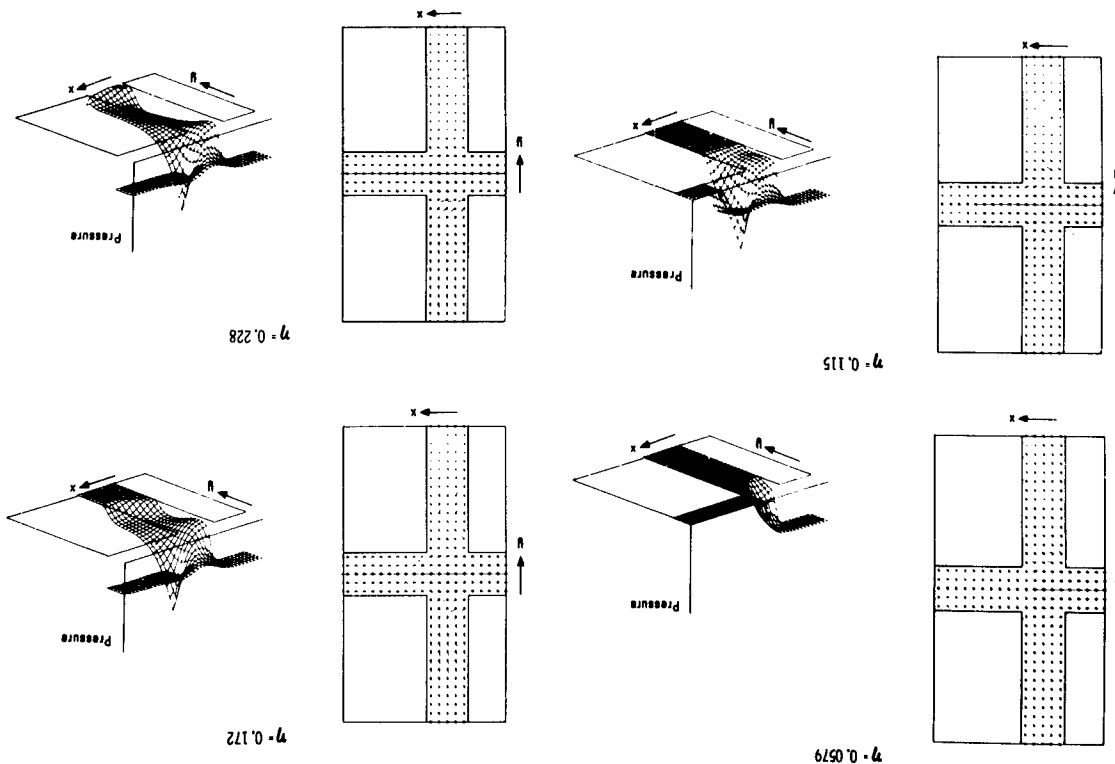 η = 0.0579
Pressure
x
y
x
η = 0.172
Pressure
y
x
y
x
η = 0.115
Pressure
x
y
x
η = 0.228
Pressure
y
x
y
x